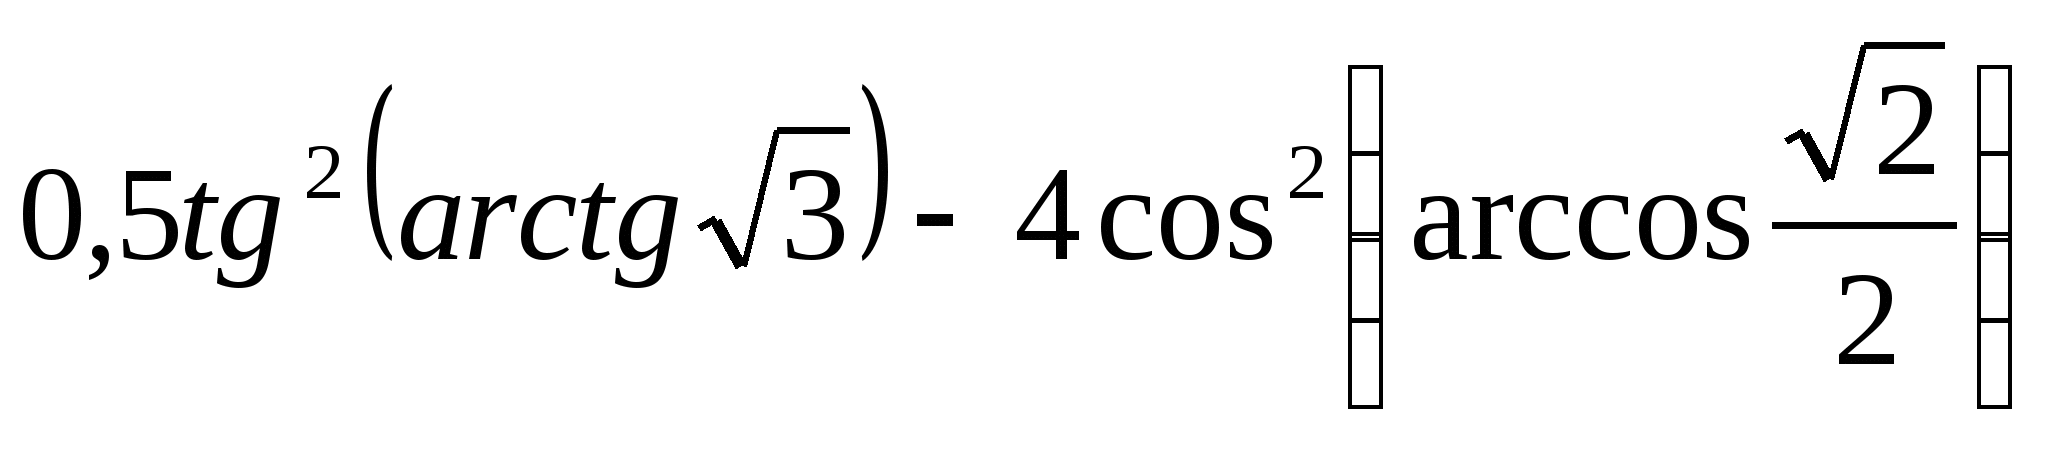 0,5tg²(arctg√3) - 4cos²(arccos √2/2)